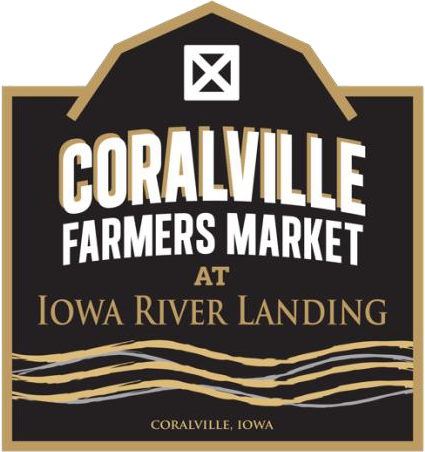 CORALVILLE
FARMERS MARKET
AT
IOWA RIVER LANDING
CORALVILLE, IOWA